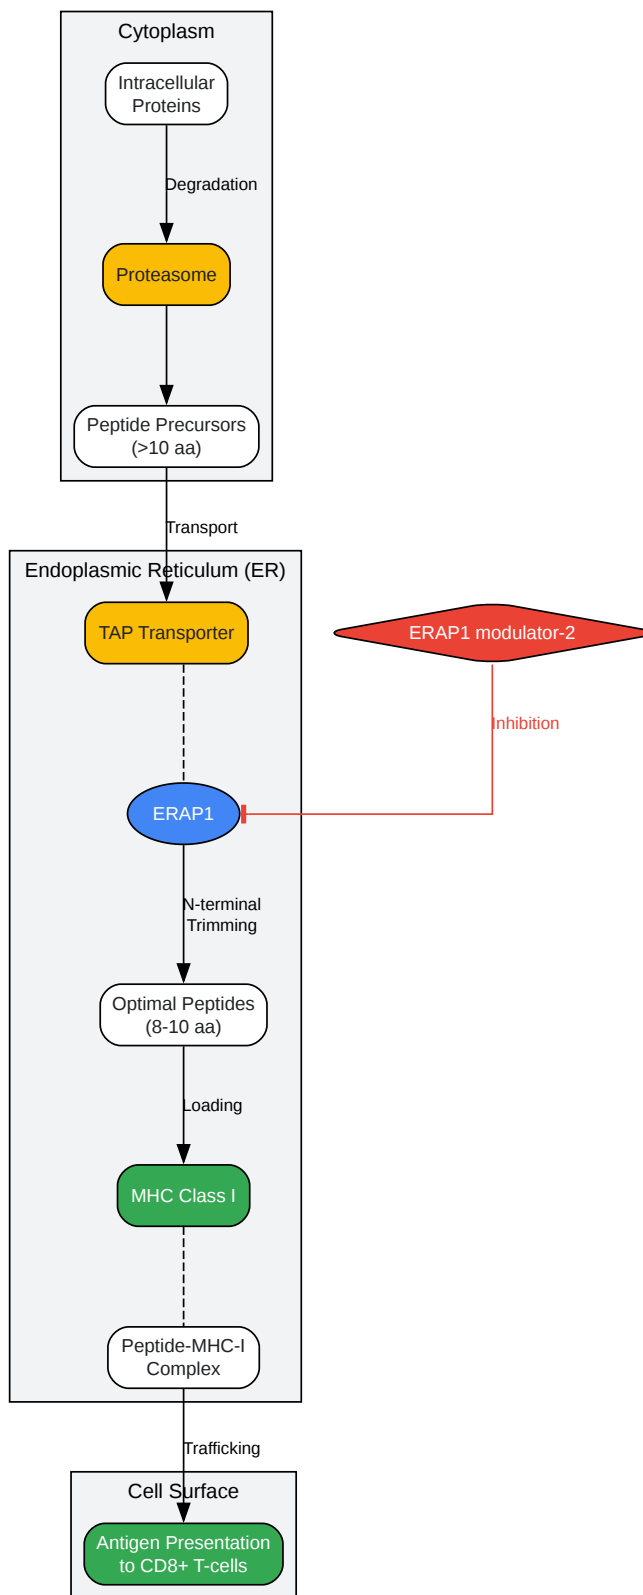 Cytoplasm
Intracellular
Proteins
Degradation
Proteasome
Peptide Precursors
(>10 aa)
Transport
Endoplasmic Reticulum (ER)
TAP Transporter
ERAP1 modulator-2
Inhibition
ERAP1
N-terminal
Trimming
Optimal Peptides
(8-10 aa)
Loading
MHC Class I
Peptide-MHC-I
Complex
Trafficking
Cell Surface
Antigen Presentation
to CD8+ T-cells